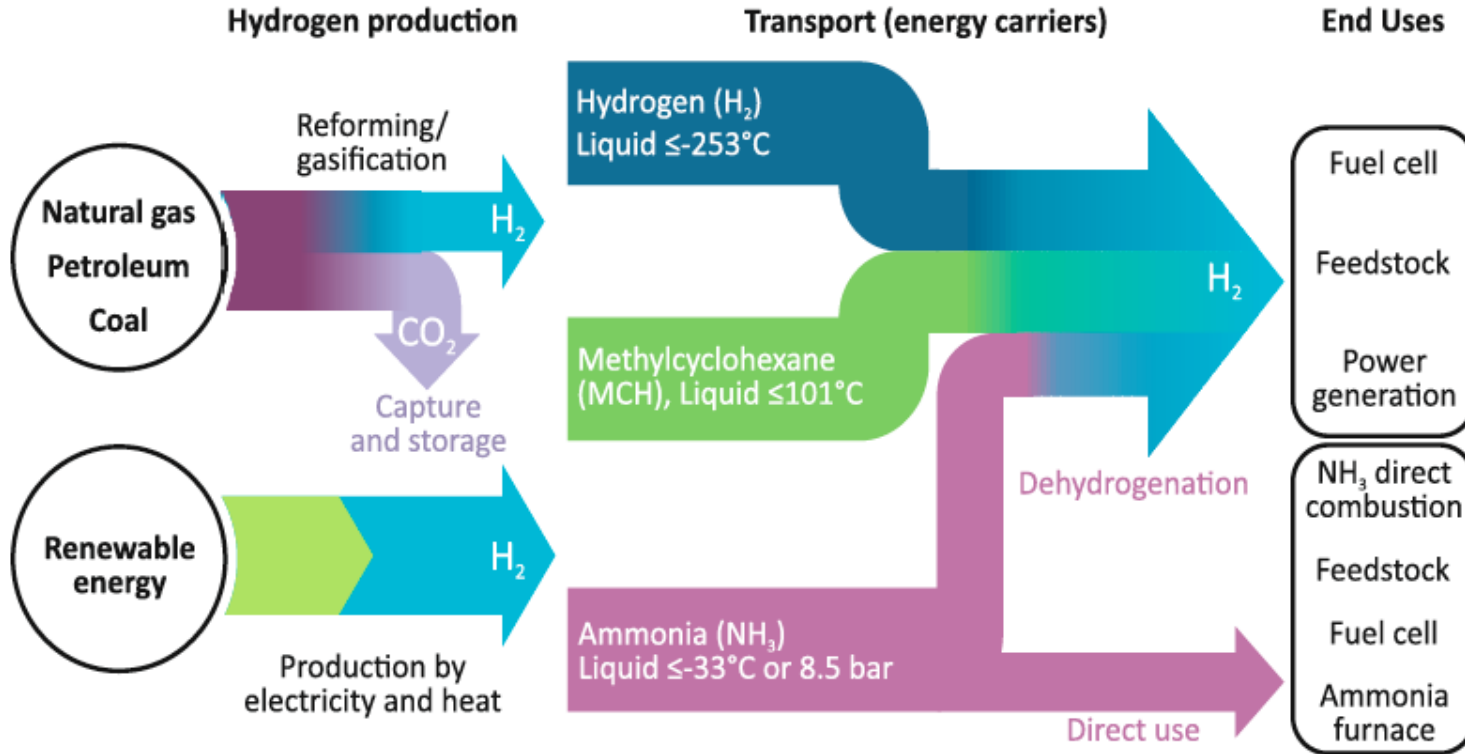 Hydrogen production
Transport (energy carriers)
End Uses
Reforming/
gasification
Natural gas
Petroleum
Coal
H₂
CO₂
Capture
and storage
Renewable
energy
H₂
Production by
electricity and heat
Hydrogen (H₂)
Liquid ≤-253°C
Methylcyclohexane
(MCH), Liquid ≤101°C
H₂
Dehydrogenation
Ammonia (NH₃)
Liquid ≤-33°C or 8.5 bar
Direct use
Fuel cell
Feedstock
Power
generation
NH₃ direct
combustion
Feedstock
Fuel cell
Ammonia
furnace